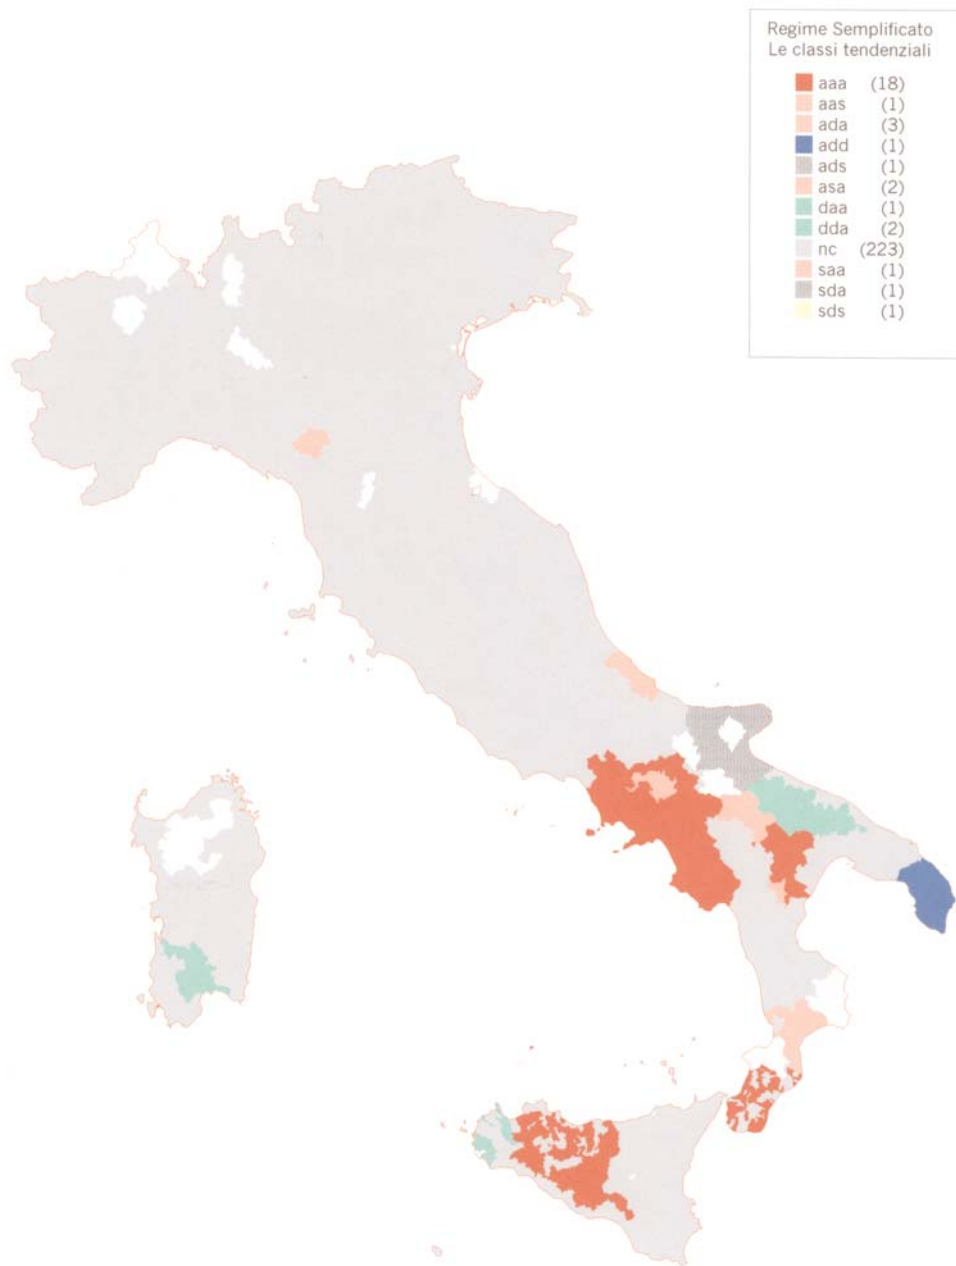 Regime Semplificato
Le classi tendenziali
aaa (18)
aas (1)
ada (3)
add (1)
ads (1)
asa (2)
daa (1)
dda (2)
nc (223)
saa (1)
sda (1)
sds (1)